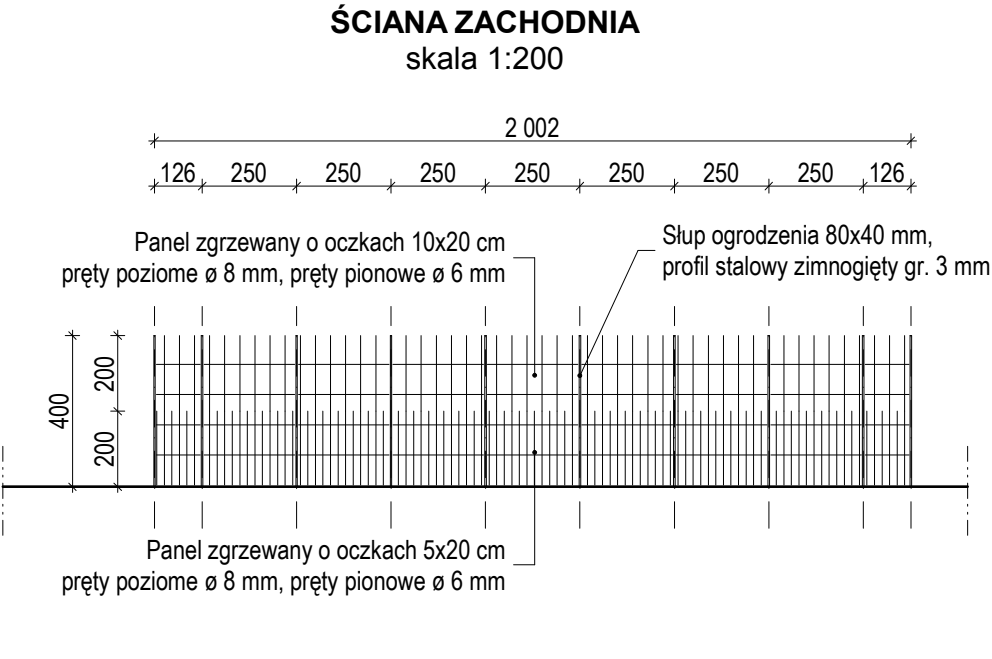 ŚCIANA ZACHODNIA
skala 1:200
2 002
126 250 250 250 250 250 250 250 126
Panel zgrzewany o oczkach 10x20 cm
pręty poziome ø 8 mm, pręty pionowe ø 6 mm
Słup ogrodzenia 80x40 mm,
profil stalowy zimnogięty gr. 3 mm
400
200
200
Panel zgrzewany o oczkach 5x20 cm
pręty poziome ø 8 mm, pręty pionowe ø 6 mm